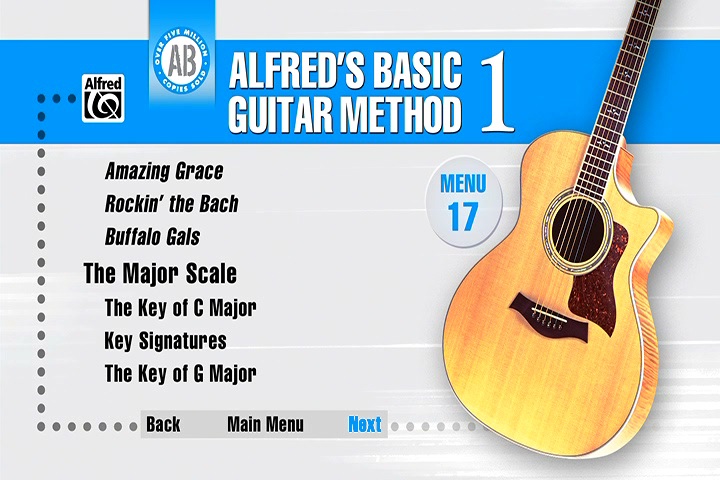 OVER FIVE MILLION
AB
COPIES SOLD
Alfred
ALFRED'S BASIC
GUITAR METHOD 1
Amazing Grace
Rockin' the Bach
Buffalo Gals
MENU
17
The Major Scale
The Key of C Major
Key Signatures
The Key of G Major
Back Main Menu Next